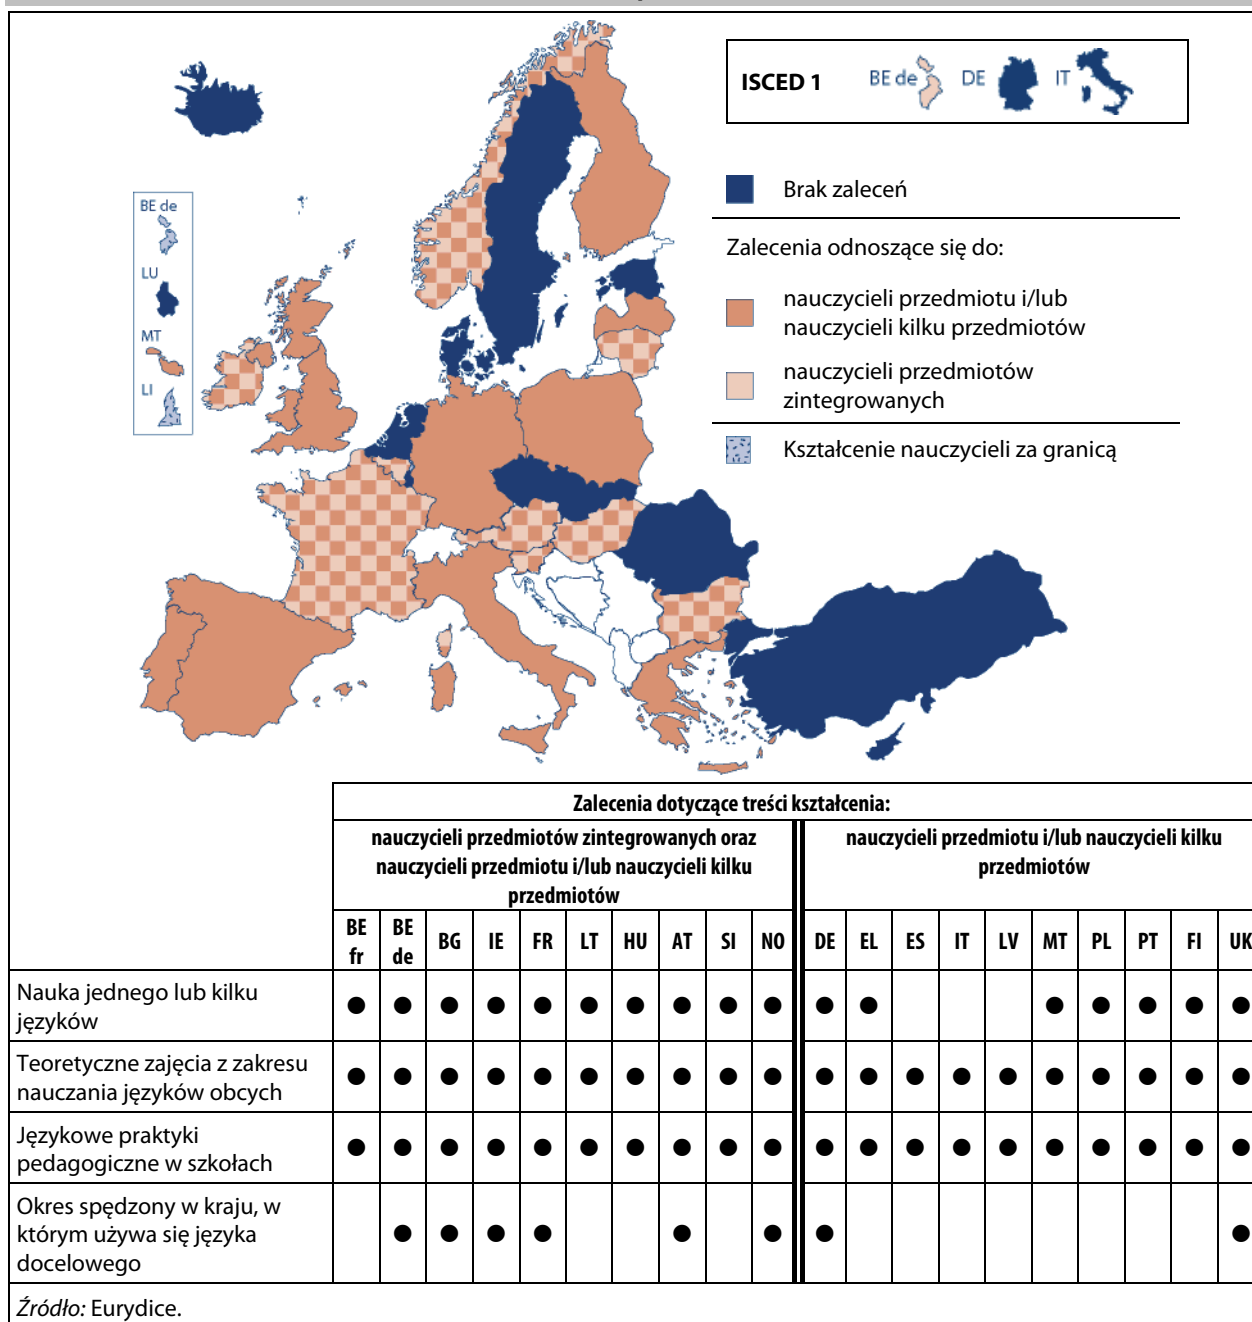 ISCED 1
BE de
DE
IT
Brak zaleceń
Zalecenia odnoszące się do:
nauczycieli przedmiotu i/lub
nauczycieli kilku przedmiotów
nauczycieli przedmiotów
zintegrowanych
Kształcenie nauczycieli za granicą
BE de
LU
MT
LI
Zalecenia dotyczące treści kształcenia:
nauczycieli przedmiotów zintegrowanych oraz
nauczycieli przedmiotu i/lub nauczycieli kilku
przedmiotów
nauczycieli przedmiotu i/lub nauczycieli kilku
przedmiotów
BE fr BE de BG IE FR LT HU AT SI NO DE EL ES IT LV MT PL PT FI UK
Nauka jednego lub kilku
języków
● ● ● ● ● ● ● ● ● ● ● ● ● ● ● ● ●
Teoretyczne zajęcia z zakresu
nauczania języków obcych
● ● ● ● ● ● ● ● ● ● ● ● ● ● ● ● ● ● ● ●
Językowe praktyki
pedagogiczne w szkołach
● ● ● ● ● ● ● ● ● ● ● ● ● ● ● ● ● ● ● ●
Okres spędzony w kraju, w
którym używa się języka
docelowego
● ● ● ● ● ● ● ●
Źródło: Eurydice.